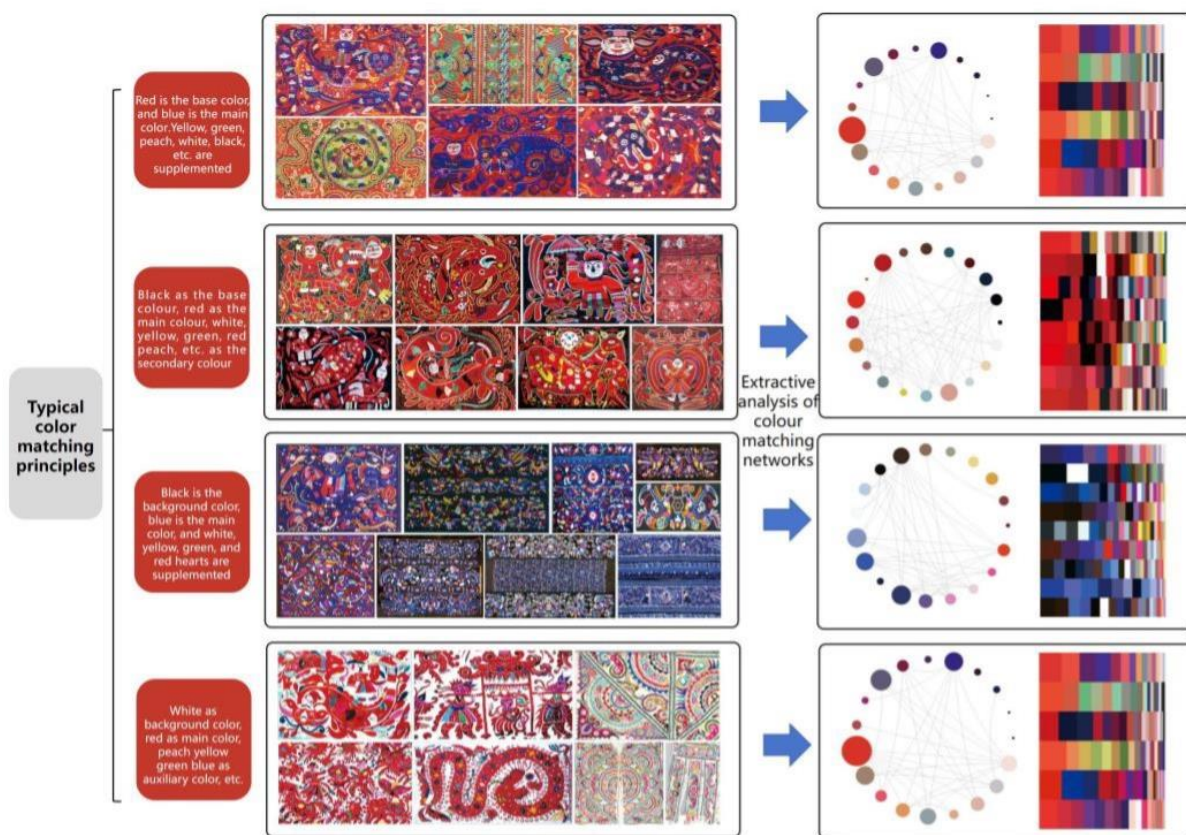 Typical
color
matching
principles
Red is the base color,
and blue is the main
color.Yellow, green,
peach, white, black,
etc. are
supplemented
Black as the base
colour, red as the
main colour, white,
yellow, green, red
peach, etc. as the
secondary colour
Black is the
background color,
blue is the main
color, and white,
yellow, green, and
red hearts are
supplemented
White as
background color,
red as main color,
peach yellow
green blue as
auxiliary color, etc.
Extractive
analysis of
colour
matching
networks